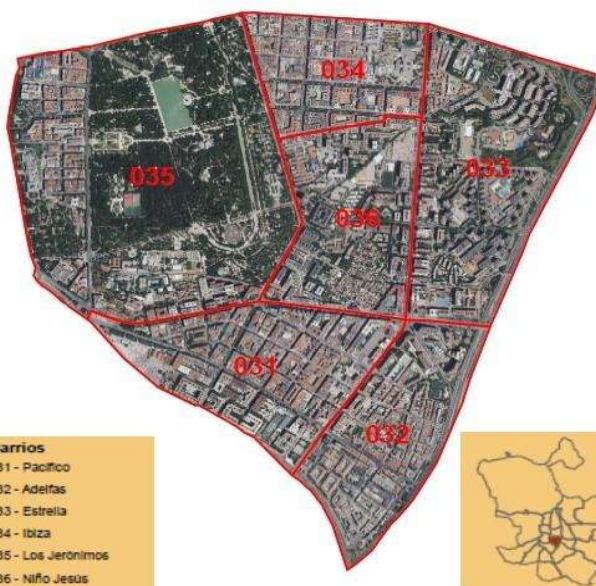 034
035
033
036
031
032
arrios
31 - Pacífico
32 - Adelfas
33 - Estrella
34 - Ibiza
35 - Los Jerónimos
36 - Niño Jesús